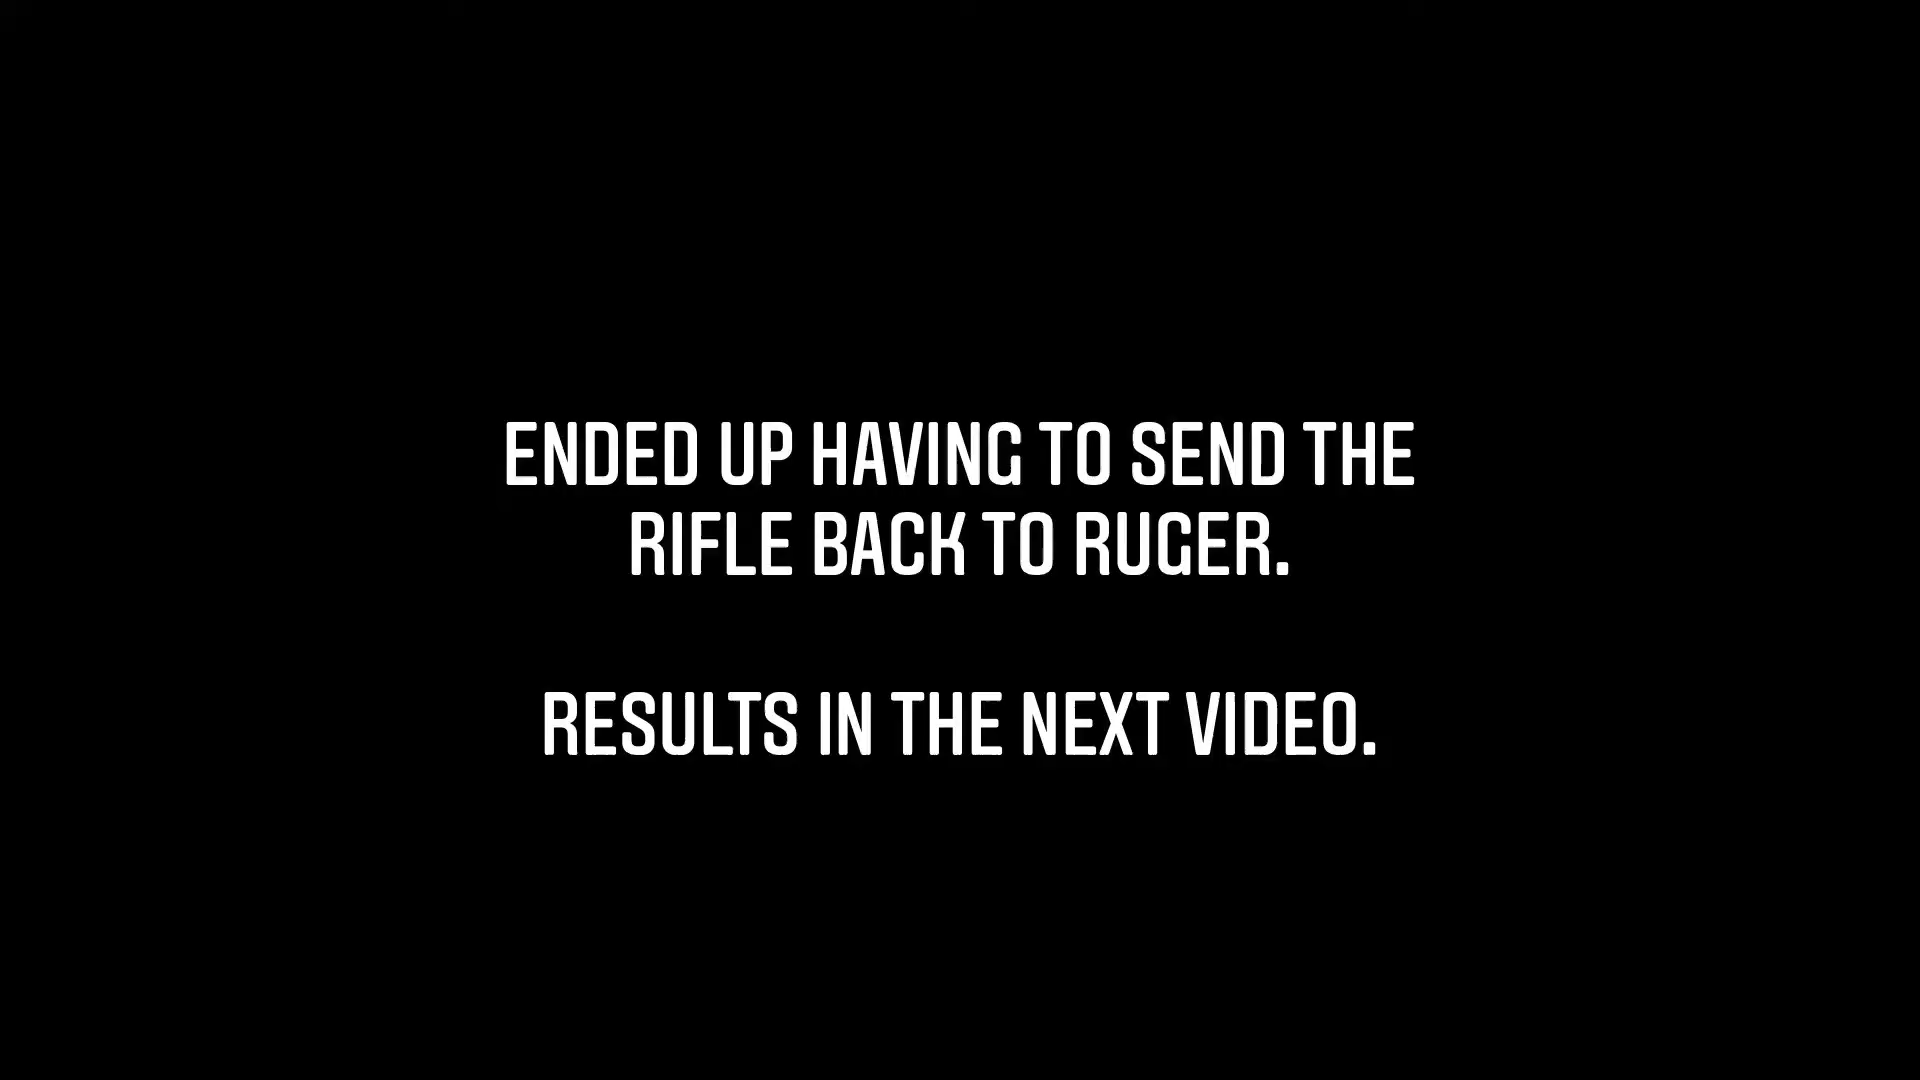 ENDED UP HAVING TO SEND THE
RIFLE BACK TO RUGER.
RESULTS IN THE NEXT VIDEO.